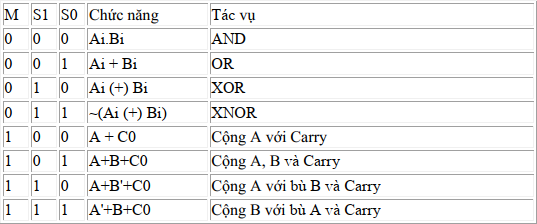 M S1 S0 Chức năng Tác vụ
0 0 0 Ai.Bi AND
0 0 1 Ai + Bi OR
0 1 0 Ai (+) Bi XOR
0 1 1 ~(Ai (+) Bi) XNOR
1 0 0 A + C0 Cộng A với Carry
1 0 1 A+B+C0 Cộng A, B và Carry
1 1 0 A+B'+C0 Cộng A với bù B và Carry
1 1 1 A'+B+C0 Cộng B với bù A và Carry